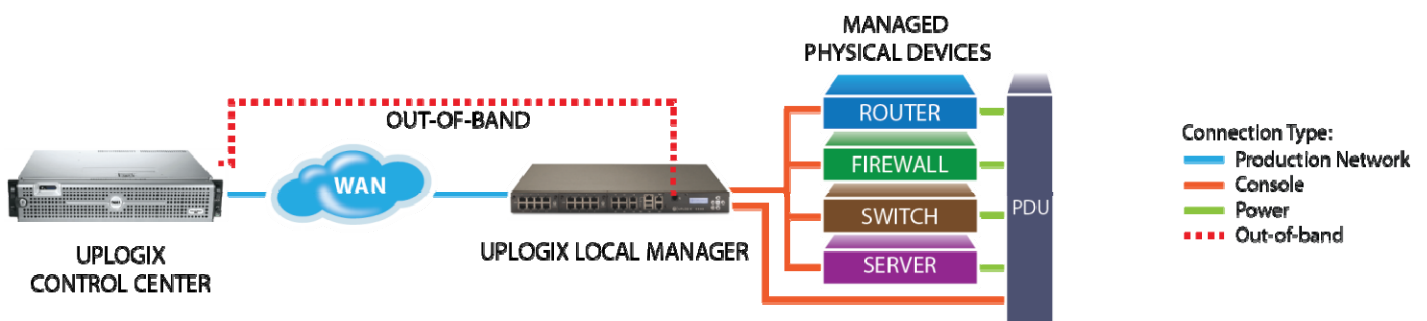 MANAGED
PHYSICAL DEVICES
OUT-OF-BAND
WAN
ROUTER
FIREWALL
SWITCH
SERVER
PDU
UPLOGIX
CONTROL CENTER
UPLOGIX LOCAL MANAGER
Connection Type:
Production Network
Console
Power
Out-of-band